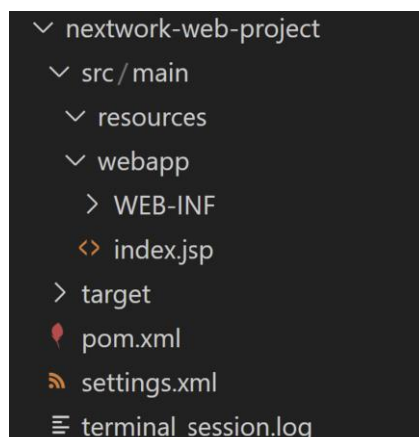 nextwork-web-project
src/main
resources
webapp
WEB-INF
index.jsp
target
pom.xml
settings.xml
terminal_session.log